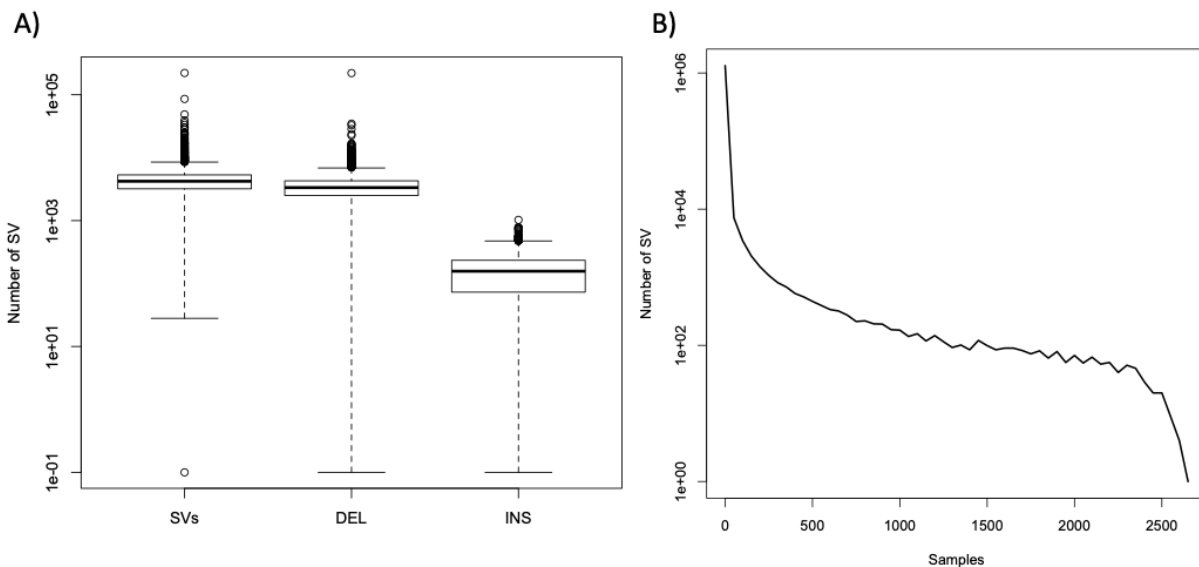 A)
Number of SV
1e+05
1e+03
1e+01
1e-01
SVs
DEL
INS
B)
Number of SV
1e+06
1e+04
1e+02
1e+00
0
500
1000
1500
2000
2500
Samples